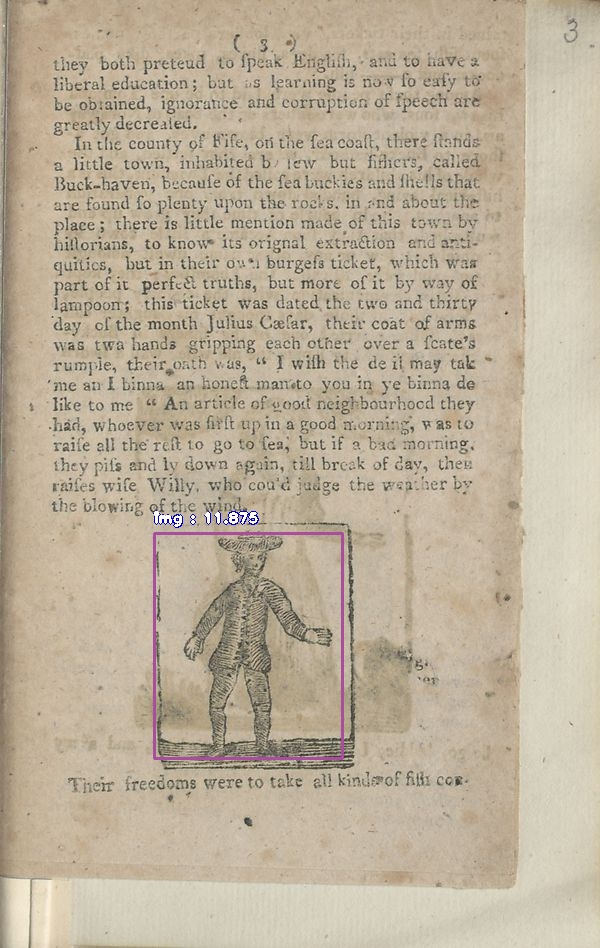 ( 3 )
3
they both preteud to ſpeak Engliſh, and to have a
liberal education; but as learning is now ſo eaſy to
be obtained, ignorance and corruption of ſpeech are
greatly decreaſed.
In the county of Fife, on the ſea coaſt, there ſtands
a little town, inhabited by few but fiſhers, called
Buck-haven, becauſe of the ſea buckies and ſhells that
are found ſo plenty upon the rocks. in and about the
place; there is little mention made of this town by
hiſtorians, to know its orignal extraction and anti-
quities, but in their own burgeſs ticket, which was
part of it perfect truths, but more of it by way of
lampoon; this ticket was dated the two and thirty
day of the month Julius Cæſar, their coat of arms
was twa hands gripping each other over a ſcate's
rumple, their oath was, " I wiſh the de il may tak
me an I binna an honeſt man to you in ye binna de
like to me " An article of good neighbourhood they
had, whoever was firſt up in a good morning, was to
raiſe all the reſt to go to ſea, but if a bad morning,
they piſs and ly down again, till break of day, then
raiſes wiſe Willy, who cou'd judge the weather by
the blowing of the wind.
img : 11.875
Their freedoms were to take all kinds of fiſh con-